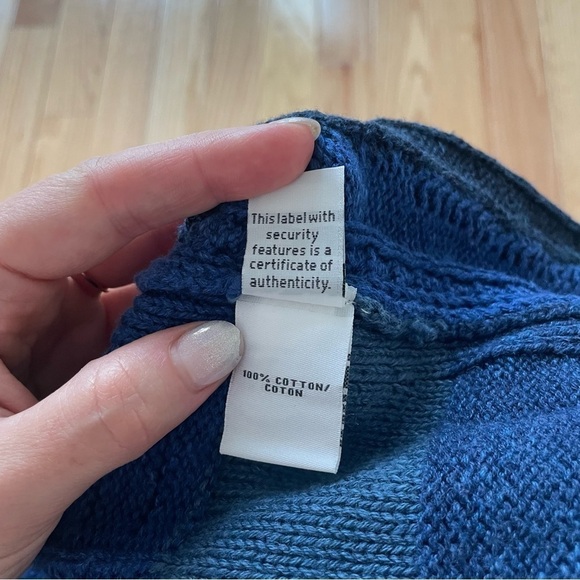 This label with
security
features is a
certificate of
authenticity.
100% COTTON/
COTON